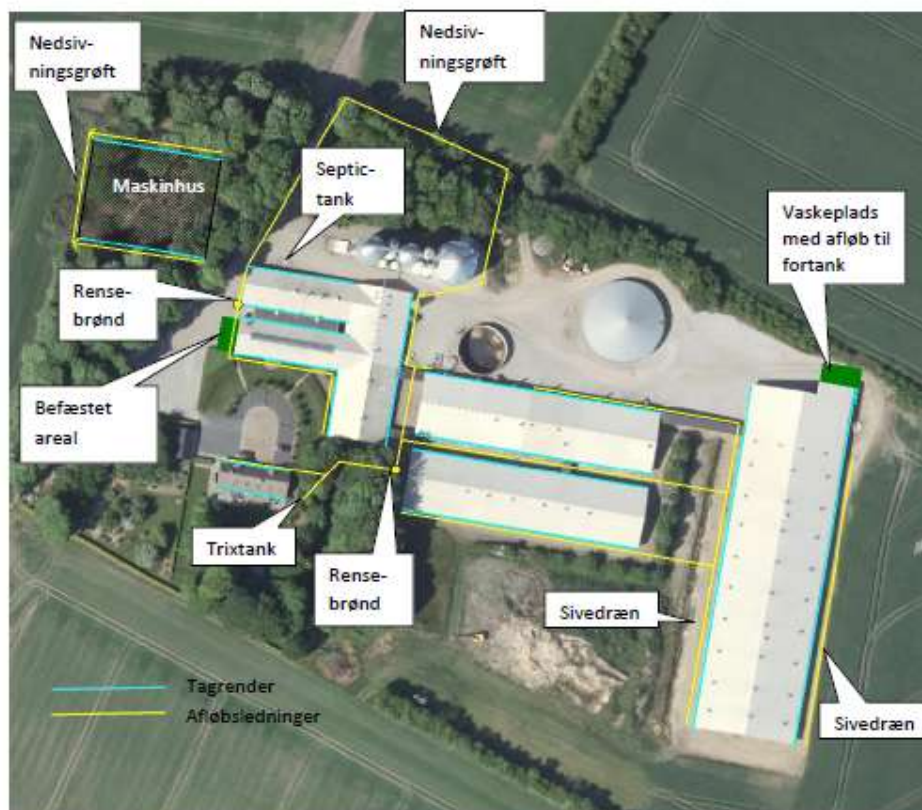 Nedsiv-
ningsgrøft
Nedsiv-
ningsgrøft
Maskinhus
Septic-
tank
Vaskeplads
med afløb til
fortank
Rense-
brønd
Befæstet
areal
Trixtank
Rense-
brønd
Sivedræn
Sivedræn
Tagrender
Afløbsledninger